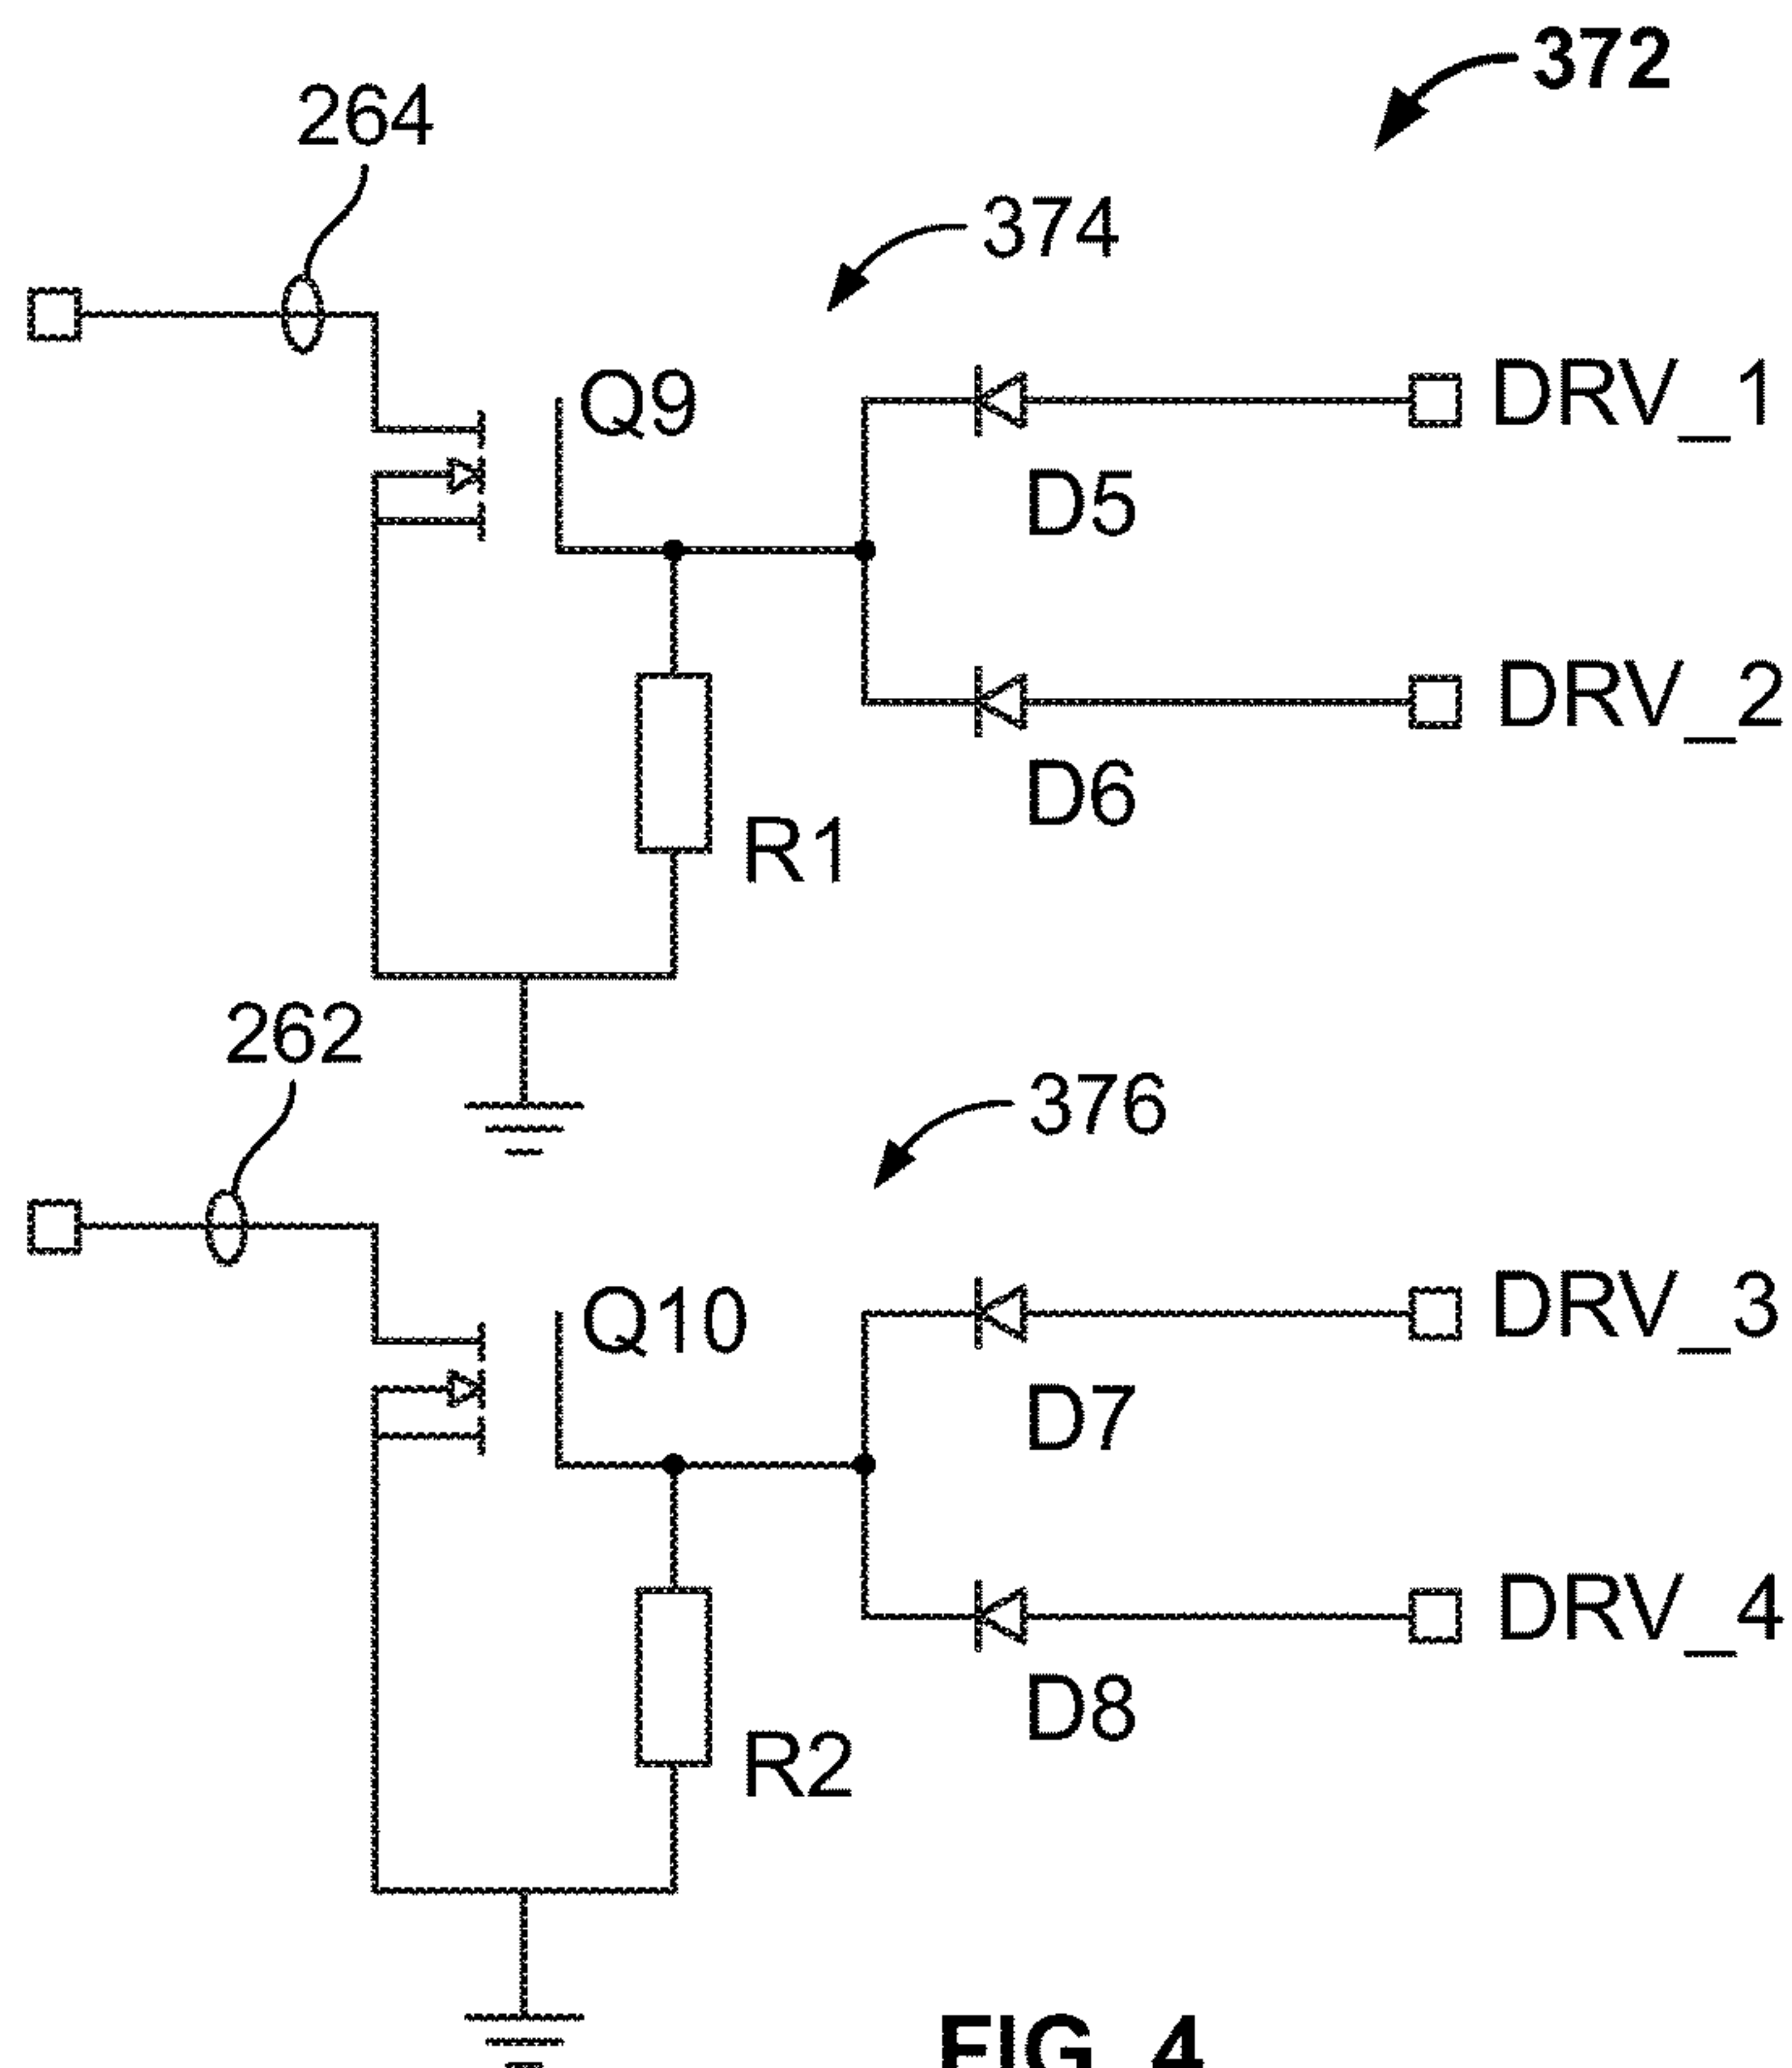 372
264
374
Q9
DRV_1
D5
DRV_2
D6
R1
262
376
Q10
DRV_3
D7
DRV_4
D8
R2
FIG. 4